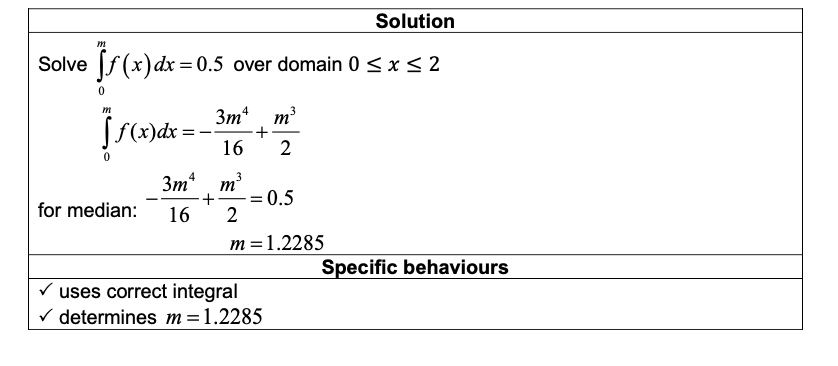 Solution
Solve ∫₀ᵐ f(x)dx = 0.5 over domain 0 ≤ x ≤ 2
∫₀ᵐ f(x)dx = −3m⁴/16 + m³/2
for median: −3m⁴/16 + m³/2 = 0.5
m = 1.2285
Specific behaviours
✓ uses correct integral
✓ determines m = 1.2285